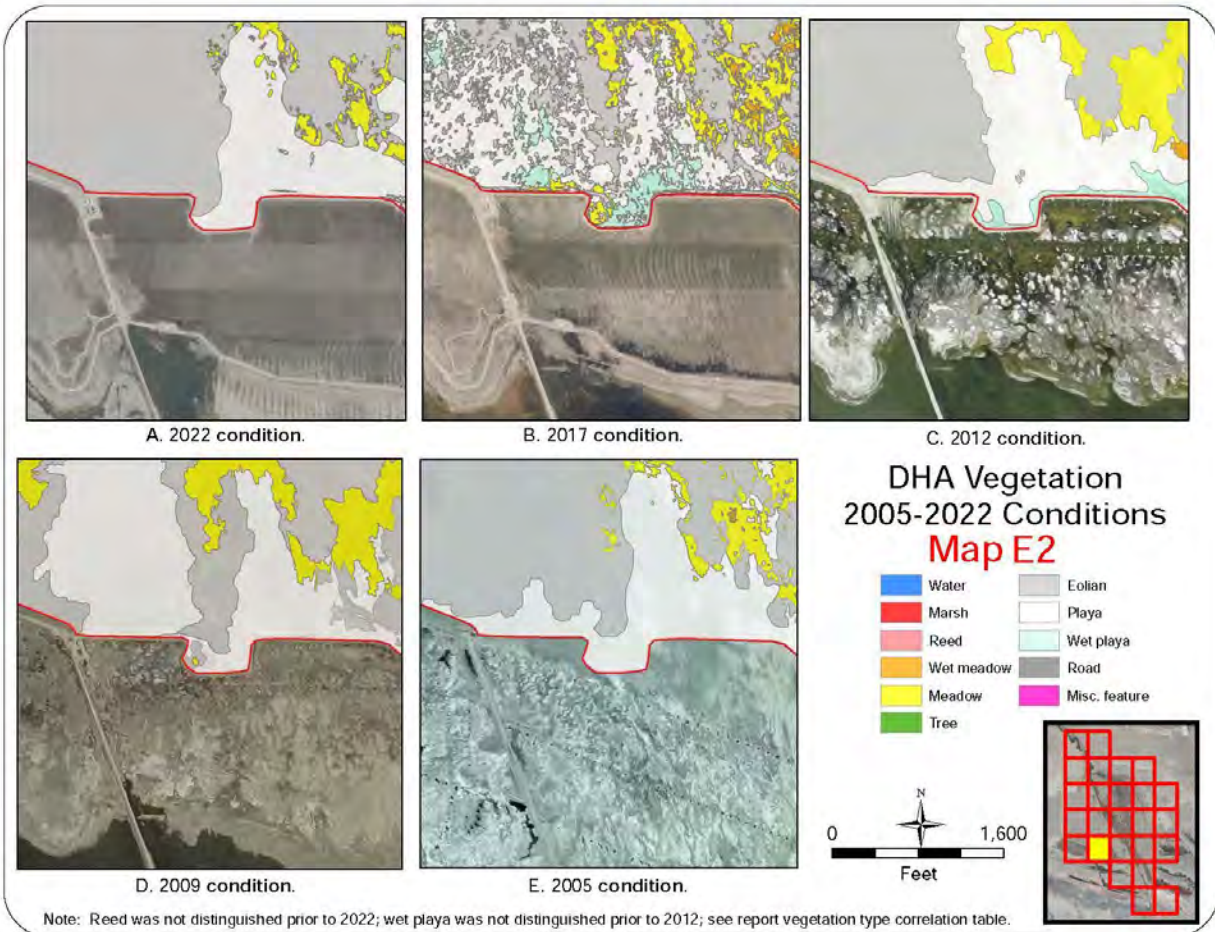 A. 2022 condition.
B. 2017 condition.
C. 2012 condition.
D. 2009 condition.
E. 2005 condition.
DHA Vegetation
2005-2022 Conditions
Map E2
Water
Marsh
Reed
Wet meadow
Meadow
Tree
Eolian
Playa
Wet playa
Road
Misc. feature
N
0 1,600
Feet
Note: Reed was not distinguished prior to 2022; wet playa was not distinguished prior to 2012; see report vegetation type correlation table.